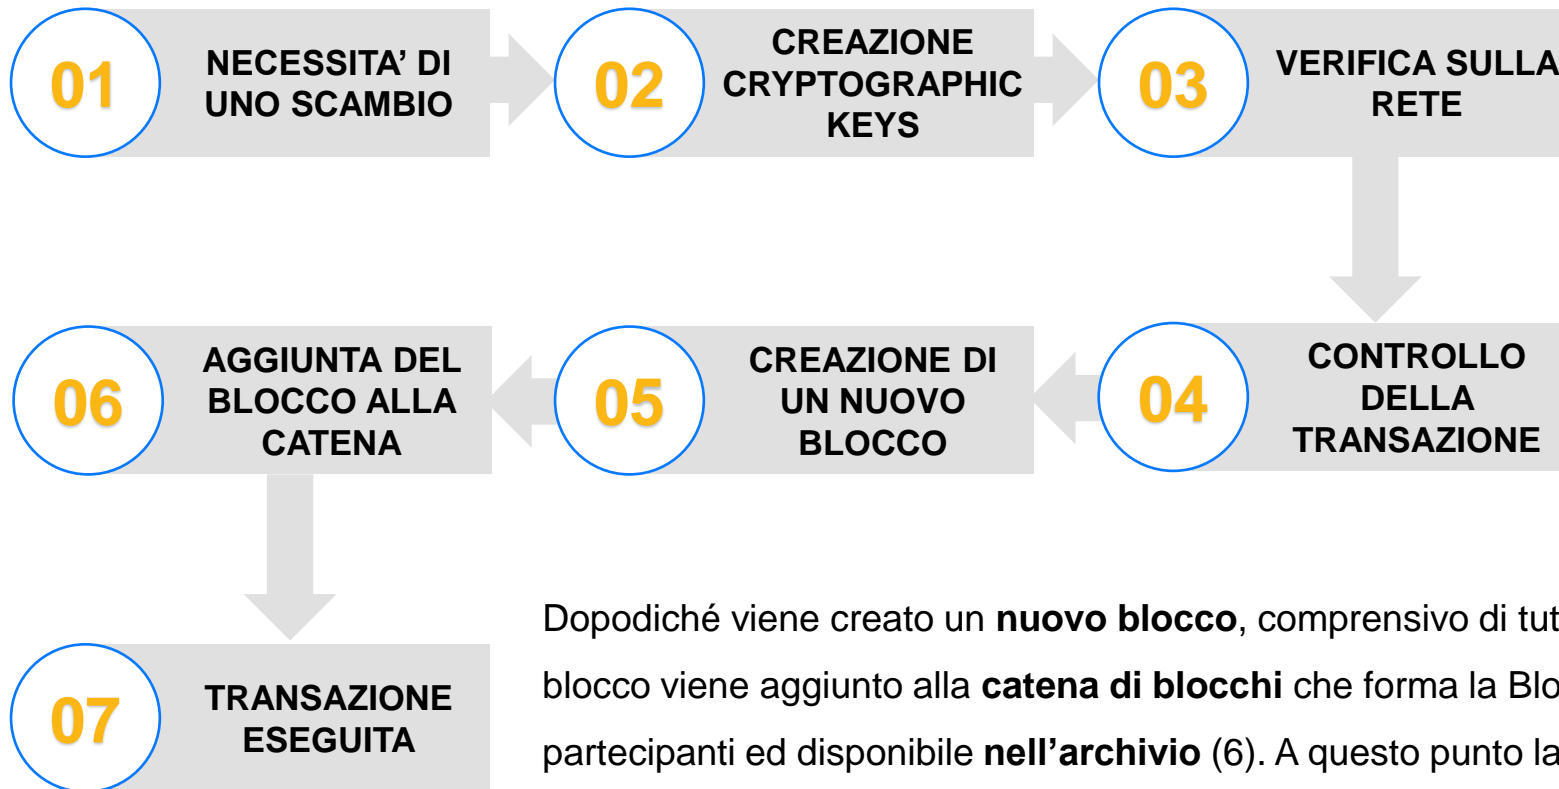 01
NECESSITA’ DI
UNO SCAMBIO
02
CREAZIONE
CRYPTOGRAPHIC
KEYS
03
VERIFICA SULLA
RETE
04
CONTROLLO
DELLA
TRANSAZIONE
05
CREAZIONE DI
UN NUOVO
BLOCCO
06
AGGIUNTA DEL
BLOCCO ALLA
CATENA
07
TRANSAZIONE
ESEGUITA
Dopodiché viene creato un nuovo blocco, comprensivo di
blocco viene aggiunto alla catena di blocchi che forma la
partecipanti ed disponibile nell’archivio (6). A questo punto la